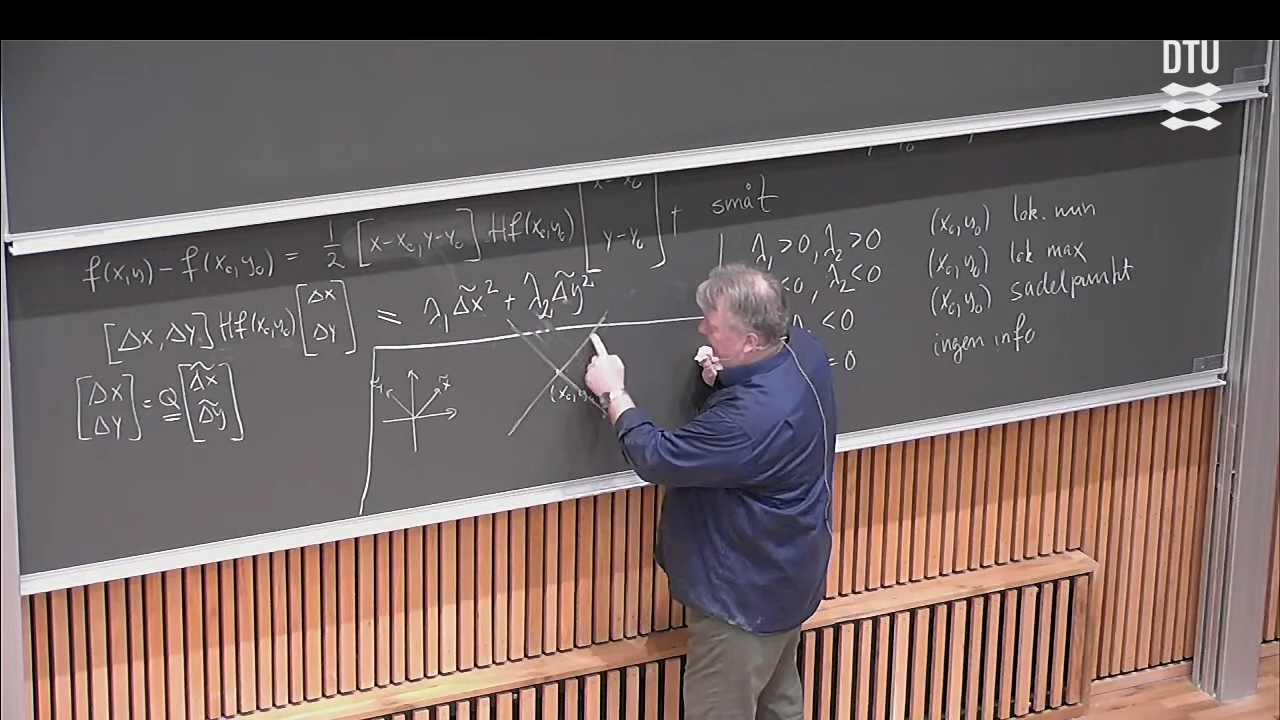 DTU
f(x,y) − f(x₀,y₀) = 1/2 [x−x₀, y−y₀] Hf(x₀,y₀) [x−x₀ y−y₀] + småt
[Δx, Δy] Hf(x₀,y₀) [Δx Δy] = λ₁ Δ̃x² + λ₂ Δ̃y²
[Δx Δy] = Q [Δ̃x Δ̃y]
x̃
λ₁ > 0, λ₂ > 0 (x₀,y₀) lok. min
< 0, λ₂ < 0 (x₀,y₀) lok max
< 0 (x₀,y₀) sadelpunkt
= 0 ingen info